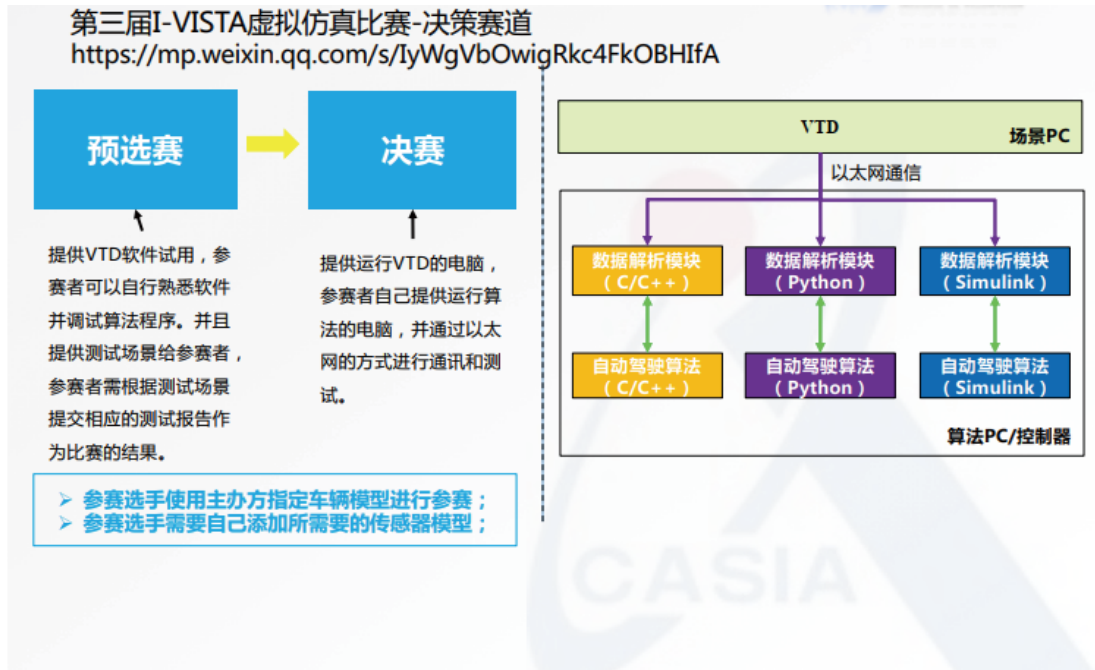 第三届I-VISTA虚拟仿真比赛-决策赛道
https://mp.weixin.qq.com/s/IyWgVbOwigRkc4FkOBHIfA
预选赛
决赛
提供VTD软件试用，参
赛者可以自行熟悉软件
并调试算法程序。并且
提供测试场景给参赛者，
参赛者需根据测试场景
提交相应的测试报告作
为比赛的结果。
提供运行VTD的电脑，
参赛者自己提供运行算
法的电脑，并通过以太
网的方式进行通讯和测
试。
➢ 参赛选手使用主办方指定车辆模型进行参赛；
➢ 参赛选手需要自己添加所需要的传感器模型；
VTD
场景PC
以太网通信
数据解析模块
（C/C++）
数据解析模块
（Python）
数据解析模块
（Simulink）
自动驾驶算法
（C/C++）
自动驾驶算法
（Python）
自动驾驶算法
（Simulink）
算法PC/控制器
CASIA